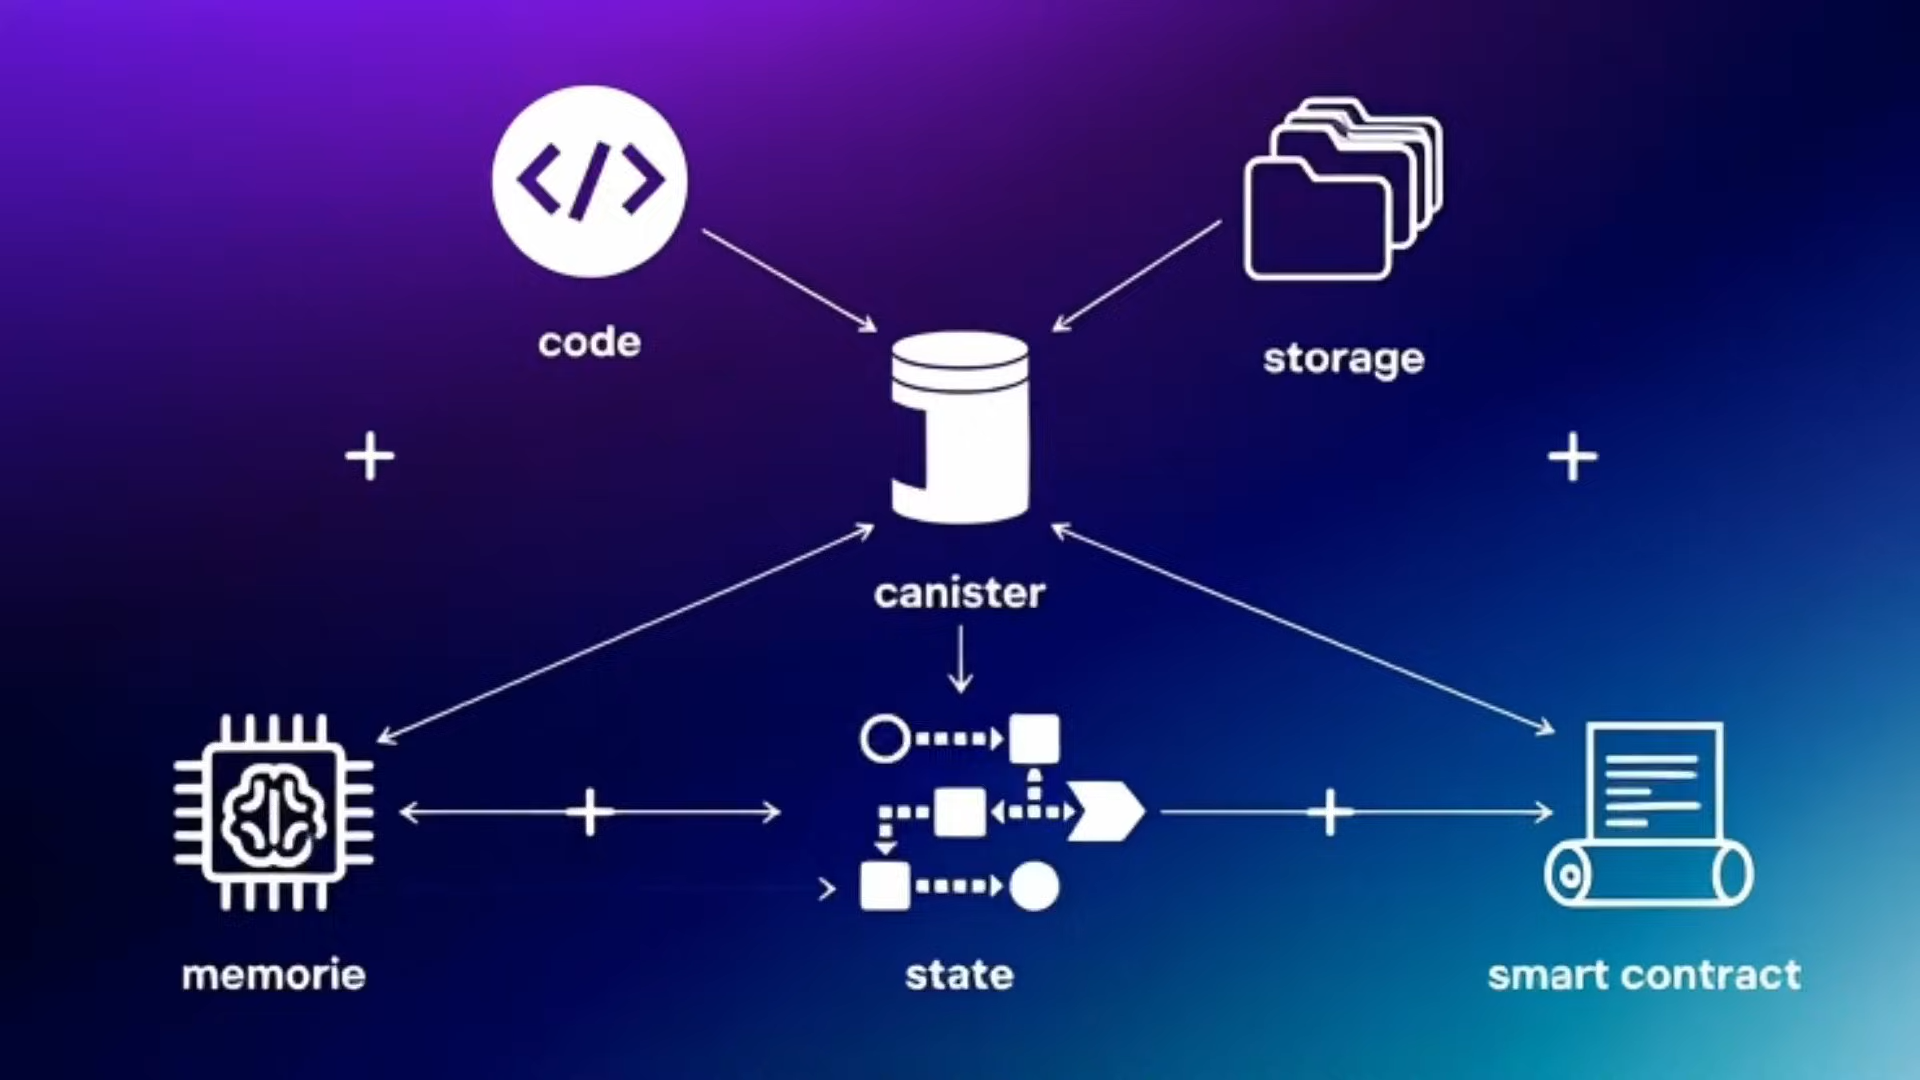 </>
code
storage
canister
memorie
state
smart contract